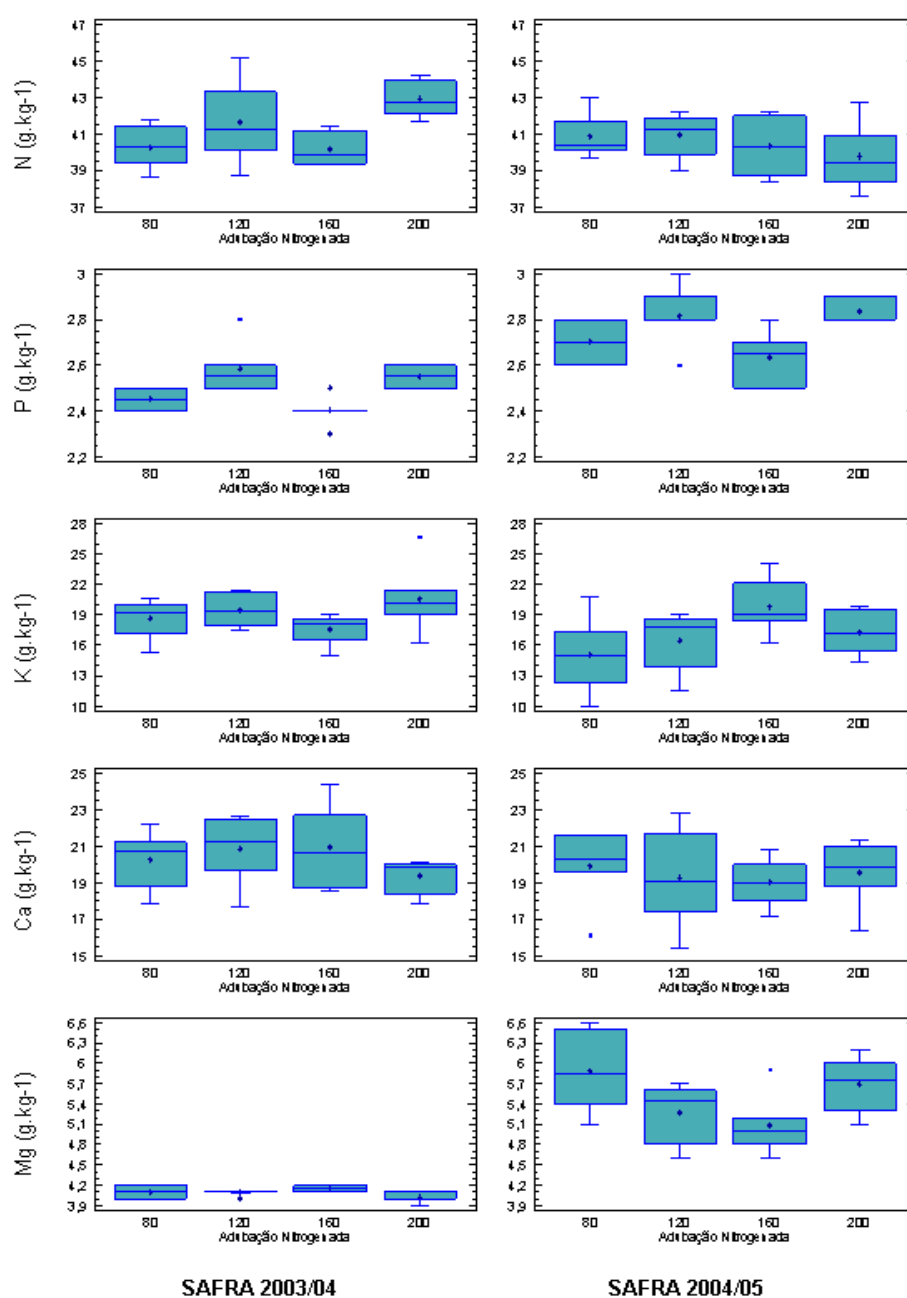 N (g.kg-1)
47
45
43
41
39
37
80 120 160 200
Adubação Nitrogenada
47
45
43
41
39
37
80 120 160 200
Adubação Nitrogenada
P (g.kg-1)
3
2,8
2,6
2,4
2,2
80 120 160 200
Adubação Nitrogenada
3
2,8
2,6
2,4
2,2
80 120 160 200
Adubação Nitrogenada
K (g.kg-1)
28
25
22
19
16
13
10
80 120 160 200
Adubação Nitrogenada
28
25
22
19
16
13
10
80 120 160 200
Adubação Nitrogenada
Ca (g.kg-1)
25
23
21
19
17
15
80 120 160 200
Adubação Nitrogenada
25
23
21
19
17
15
80 120 160 200
Adubação Nitrogenada
Mg (g.kg-1)
6,6
6,3
6
5,7
5,4
5,1
4,8
4,5
4,2
3,9
80 120 160 200
Adubação Nitrogenada
6,6
6,3
6
5,7
5,4
5,1
4,8
4,5
4,2
3,9
80 120 160 200
Adubação Nitrogenada
SAFRA 2003/04
SAFRA 2004/05